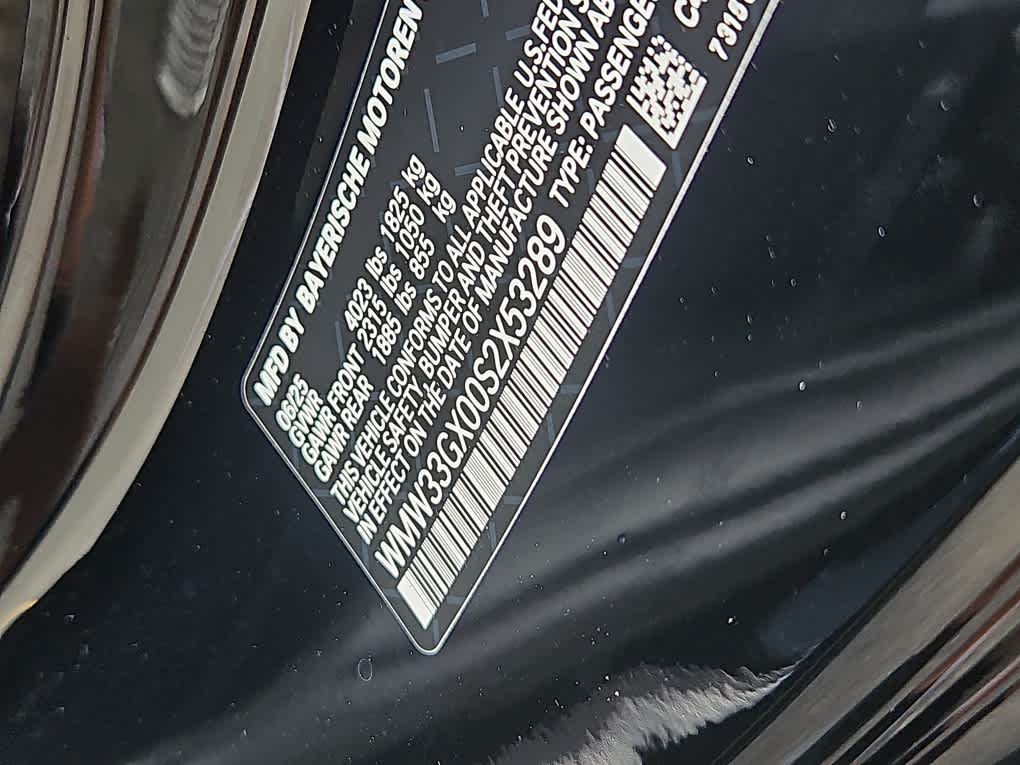 MFD BY BAYERISCHE MOTOREN
06/25
GVWR 4023 lbs 1825 kg
GAWR FRONT 2315 lbs 1050 kg
GAWR REAR 1885 lbs 855 kg
THIS VEHICLE CONFORMS TO ALL APPLICABLE U.S.FED
VEHICLE SAFETY, BUMPER AND THEFT PREVENTION S
IN EFFECT ON THE DATE OF MANUFACTURE SHOWN AB
WMW33GX00S2X53289 TYPE: PASSENGE
7318